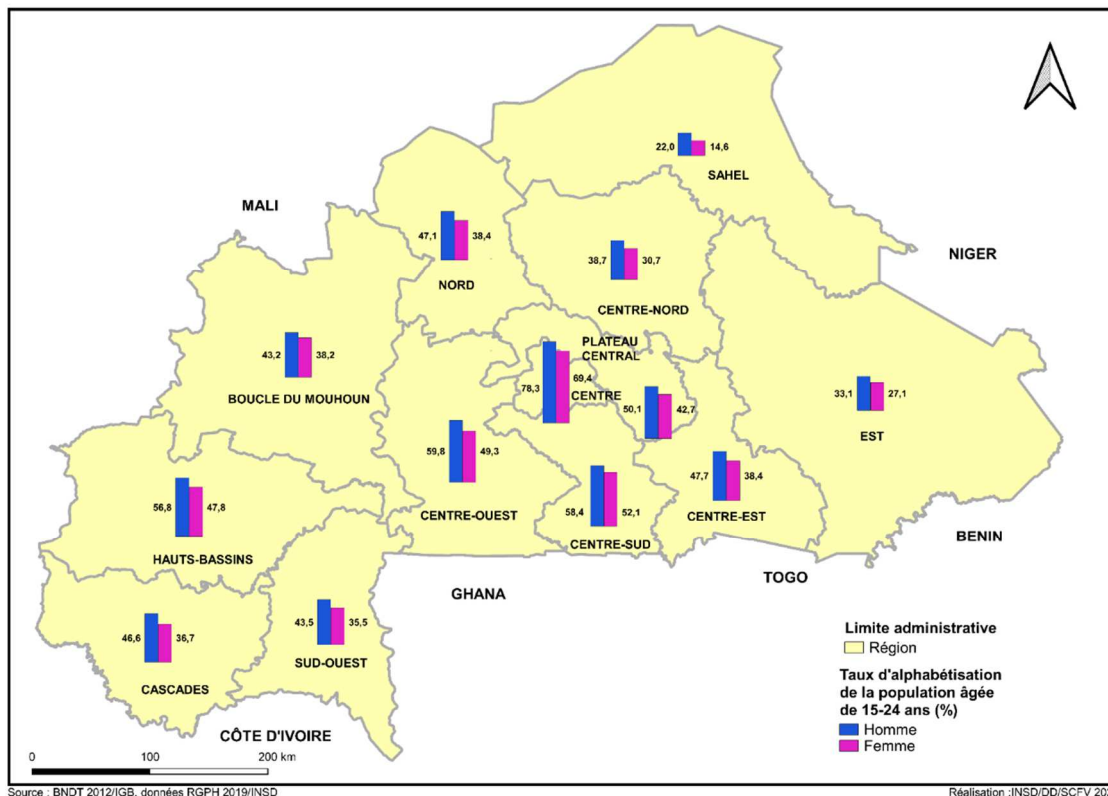 22,0 14,6
SAHEL
MALI
47,1 38,4
NORD
38,7 30,7
CENTRE-NORD
NIGER
43,2 38,2
BOUCLE DU MOUHOUN
PLATEAU
CENTRAL
78,3 69,4
CENTRE
50,1 42,7
33,1 27,1
EST
59,8 49,3
CENTRE-OUEST
58,4 52,1
CENTRE-SUD
47,7 38,4
CENTRE-EST
56,8 47,8
HAUTS-BASSINS
BENIN
TOGO
GHANA
46,6 36,7
CASCADES
43,5 35,5
SUD-OUEST
CÔTE D'IVOIRE
Limite administrative
Région
Taux d'alphabétisation
de la population âgée
de 15-24 ans (%)
Homme
Femme
0 100 200 km
Source : BNDT 2012/IGB, données RGPH 2019/INSD
Réalisation :INSD/DD/SCFV